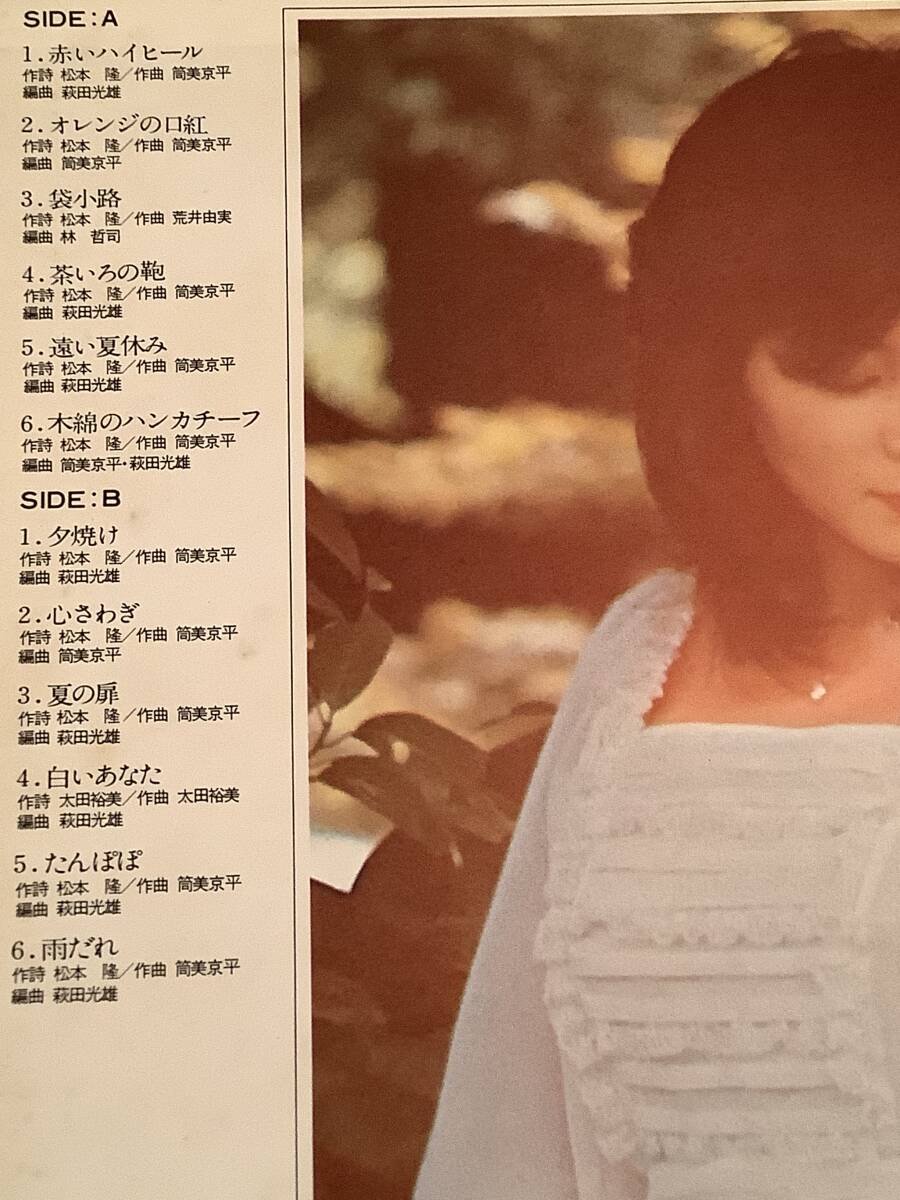 SIDE:A
1.赤いハイヒール
作詩 松本　隆／作曲 筒美京平
編曲 萩田光雄
2.オレンジの口紅
作詩 松本　隆／作曲 筒美京平
編曲 筒美京平
3.袋小路
作詩 松本　隆／作曲 荒井由実
編曲 林　哲司
4.茶いろの鞄
作詩 松本　隆／作曲 筒美京平
編曲 萩田光雄
5.遠い夏休み
作詩 松本　隆／作曲 筒美京平
編曲 萩田光雄
6.木綿のハンカチーフ
作詩 松本　隆／作曲 筒美京平
編曲 筒美京平・萩田光雄
SIDE:B
1.夕焼け
作詩 松本　隆／作曲 筒美京平
編曲 萩田光雄
2.心さわぎ
作詩 松本　隆／作曲 筒美京平
編曲 筒美京平
3.夏の扉
作詩 松本　隆／作曲 筒美京平
編曲 萩田光雄
4.白いあなた
作詩 太田裕美／作曲 太田裕美
編曲 萩田光雄
5.たんぽぽ
作詩 松本　隆／作曲 筒美京平
編曲 萩田光雄
6.雨だれ
作詩 松本　隆／作曲 筒美京平
編曲 萩田光雄